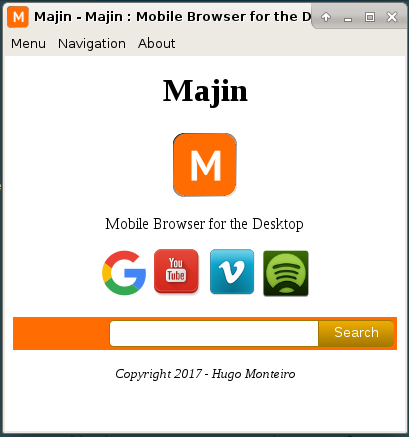 M Majin - Majin : Mobile Browser for the D
Menu Navigation About
Majin
M
Mobile Browser for the Desktop
G You Tube v
Search
Copyright 2017 - Hugo Monteiro